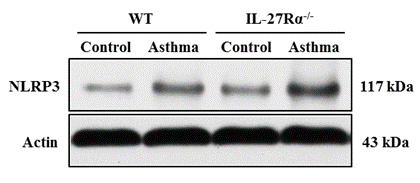 WT IL-27Rα-/-
Control Asthma Control Asthma
NLRP3 117 kDa
Actin 43 kDa